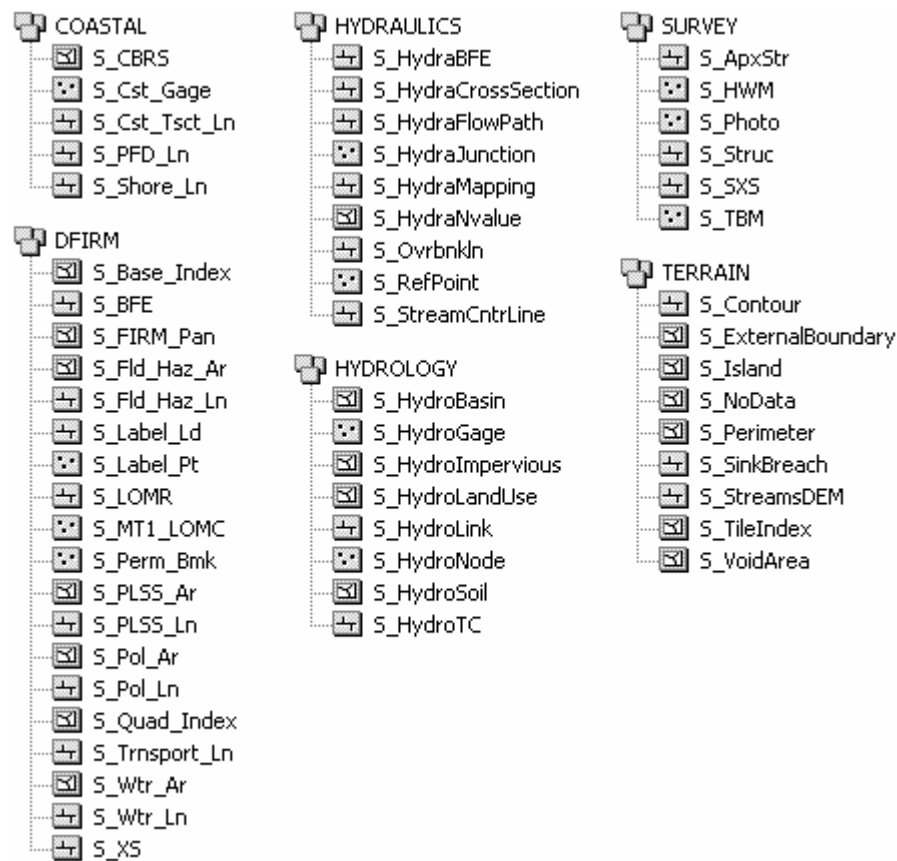 COASTAL
S_CBRS
S_Cst_Gage
S_Cst_Tsct_Ln
S_PFD_Ln
S_Shore_Ln
DFIRM
S_Base_Index
S_BFE
S_FIRM_Pan
S_Fld_Haz_Ar
S_Fld_Haz_Ln
S_Label_Ld
S_Label_Pt
S_LOMR
S_MT1_LOMC
S_Perm_Bmk
S_PLSS_Ar
S_PLSS_Ln
S_Pol_Ar
S_Pol_Ln
S_Quad_Index
S_Trnsport_Ln
S_Wtr_Ar
S_Wtr_Ln
S_XS
HYDRAULICS
S_HydraBFE
S_HydraCrossSection
S_HydraFlowPath
S_HydraJunction
S_HydraMapping
S_HydraNvalue
S_Ovrbnkln
S_RefPoint
S_StreamCntrLine
HYDROLOGY
S_HydroBasin
S_HydroGage
S_HydroImpervious
S_HydroLandUse
S_HydroLink
S_HydroNode
S_HydroSoil
S_HydroTC
SURVEY
S_ApxStr
S_HWM
S_Photo
S_Struc
S_SXS
S_TBM
TERRAIN
S_Contour
S_ExternalBoundary
S_Island
S_NoData
S_Perimeter
S_SinkBreach
S_StreamsDEM
S_TileIndex
S_VoidArea